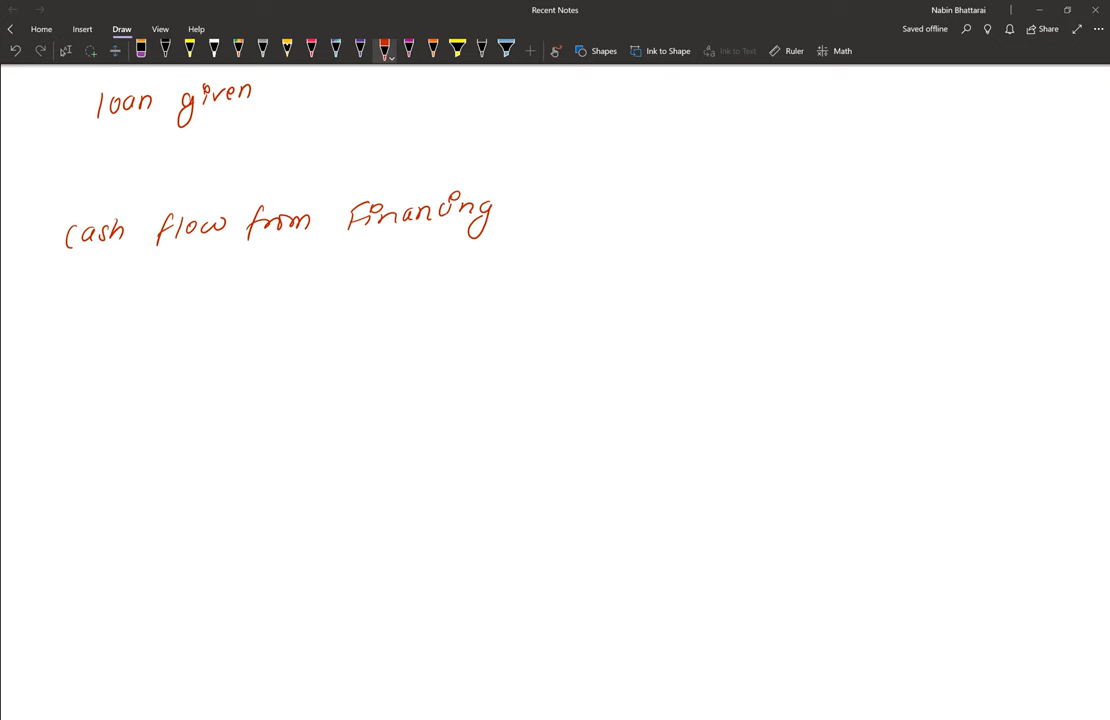 Recent Notes
Nabin Bhattarai
Home Insert Draw View Help
Saved offline
Share
Shapes
Ink to Shape
Ink to Text
Ruler
Math
loan given
cash flow from Financing